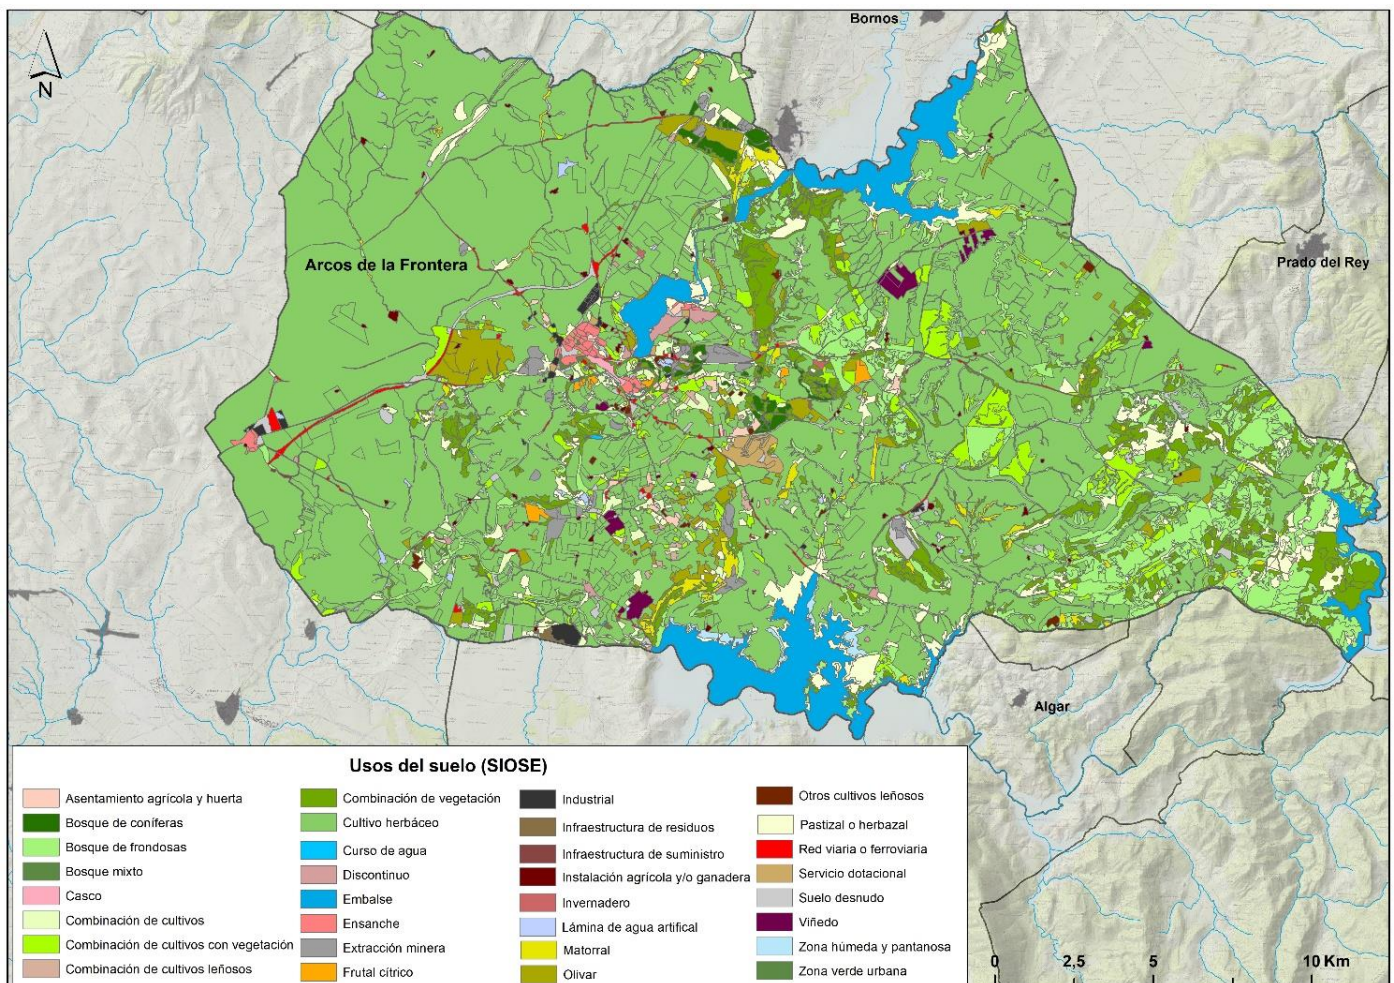 Bornos
N
Arcos de la Frontera
Prado del Rey
Algar
Usos del suelo (SIOSE)
Asentamiento agrícola y huerta
Bosque de coníferas
Bosque de frondosas
Bosque mixto
Casco
Combinación de cultivos
Combinación de cultivos con vegetación
Combinación de cultivos leñosos
Combinación de vegetación
Cultivo herbáceo
Curso de agua
Discontinuo
Embalse
Ensanche
Extracción minera
Frutal cítrico
Industrial
Infraestructura de residuos
Infraestructura de suministro
Instalación agrícola y/o ganadera
Invernadero
Lámina de agua artifical
Matorral
Olivar
Otros cultivos leñosos
Pastizal o herbazal
Red viaria o ferroviaria
Servicio dotacional
Suelo desnudo
Viñedo
Zona húmeda y pantanosa
Zona verde urbana
0 2,5 5 10 Km